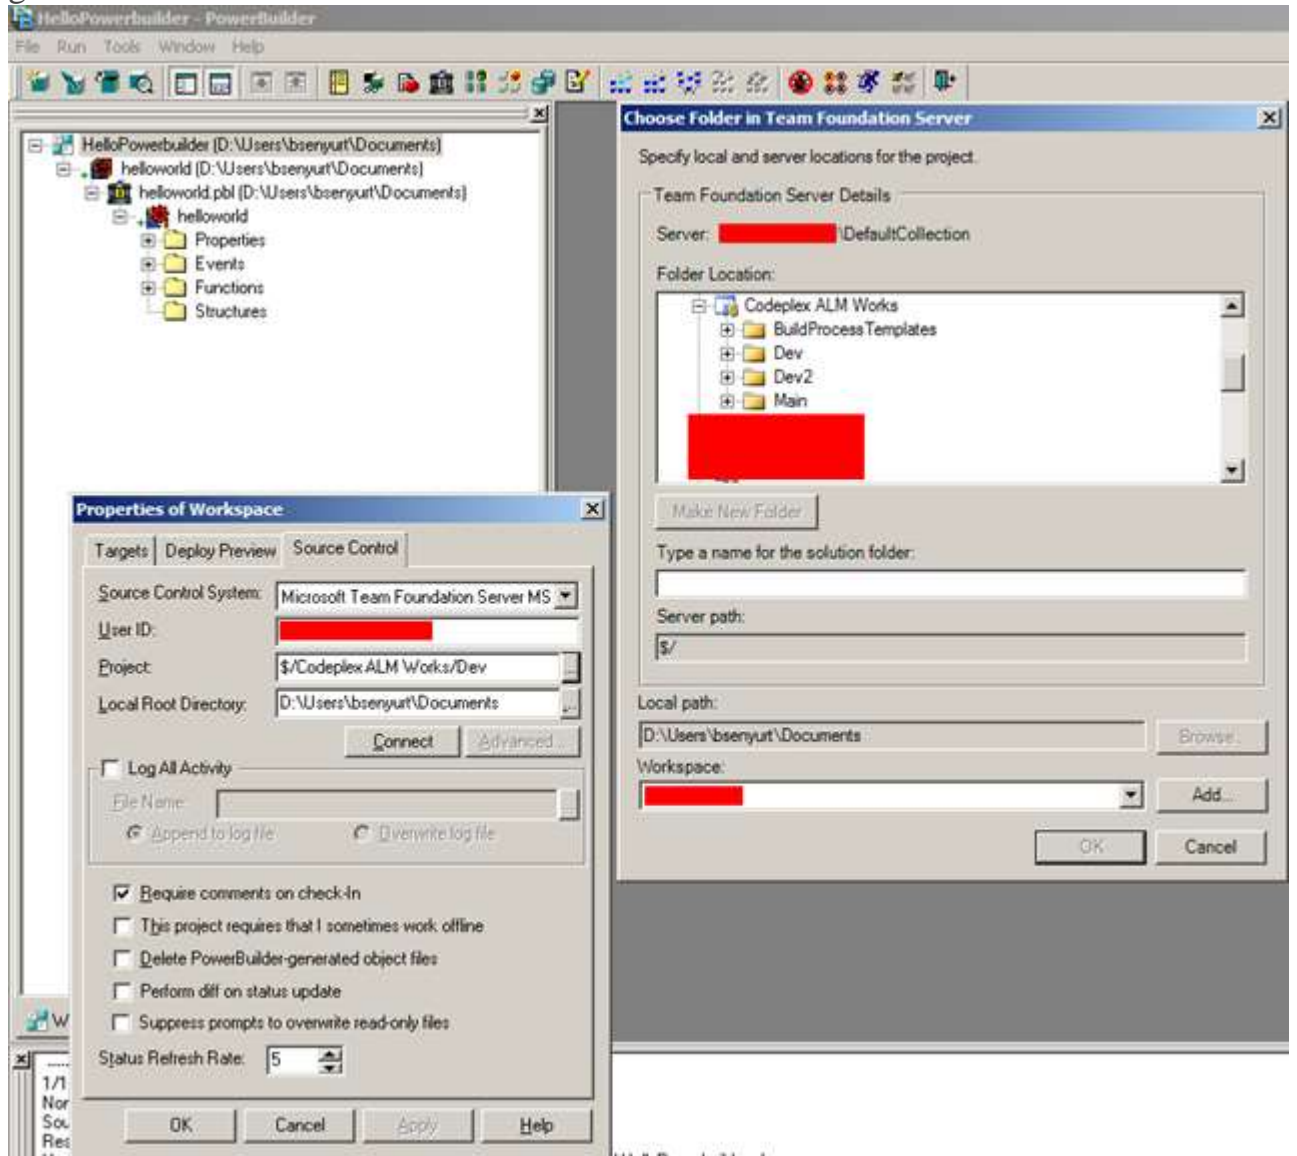 HelloPowerbuilder - PowerBuilder
File Run Tools Window Help
HelloPowerbuilder (D:\Users\bsenyurt\Documents)
helloworld (D:\Users\bsenyurt\Documents)
helloworld.pbl (D:\Users\bsenyurt\Documents)
helloworld
Properties
Events
Functions
Structures
Choose Folder in Team Foundation Server
Specify local and server locations for the project.
Team Foundation Server Details
Server: \DefaultCollection
Folder Location:
Codeplex ALM Works
BuildProcessTemplates
Dev
Dev2
Main
Make New Folder
Type a name for the solution folder:
Server path:
$/
Local path:
D:\Users\bsenyurt\Documents Browse..
Workspace:
Add...
OK Cancel
Properties of Workspace
Targets Deploy Preview Source Control
Source Control System: Microsoft Team Foundation Server MS
User ID:
Project: $/Codeplex ALM Works/Dev
Local Root Directory: D:\Users\bsenyurt\Documents ...
Connect Advanced...
Log All Activity
File Name:
Append to log file Overwrite log file
Require comments on check-In
This project requires that I sometimes work offline
Delete PowerBuilder-generated object files
Perform diff on status update
Suppress prompts to overwrite read-only files
Status Refresh Rate: 5
OK Cancel Apply Help
W
1/1
Nor
Sou
Res